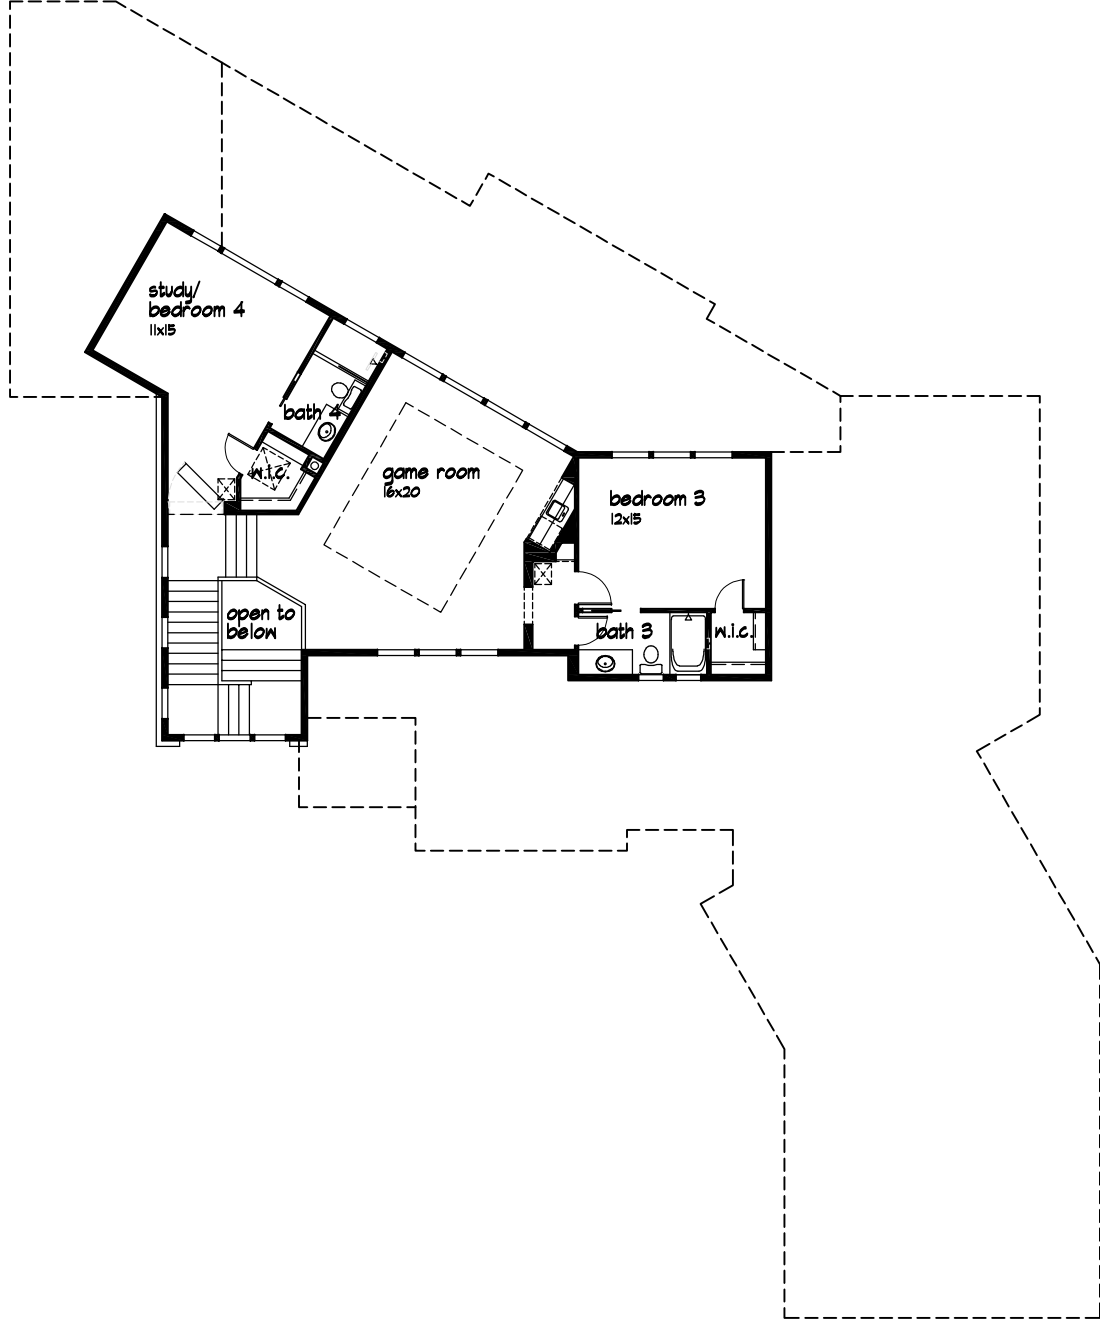 study/
bedroom 4
11x15
bath 4
w.i.c.
game room
16x20
bedroom 3
12x15
open to
below
bath 3
w.i.c.